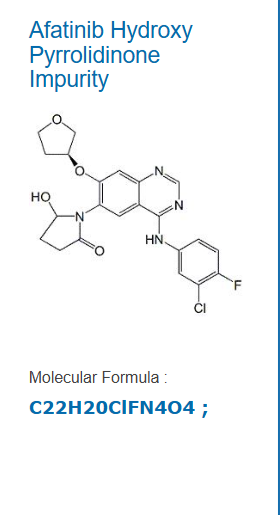 Afatinib Hydroxy
Pyrrolidinone
Impurity
O
O
N
HO
N
N
O
HN
F
Cl
Molecular Formula :
C22H20ClFN4O4 ;